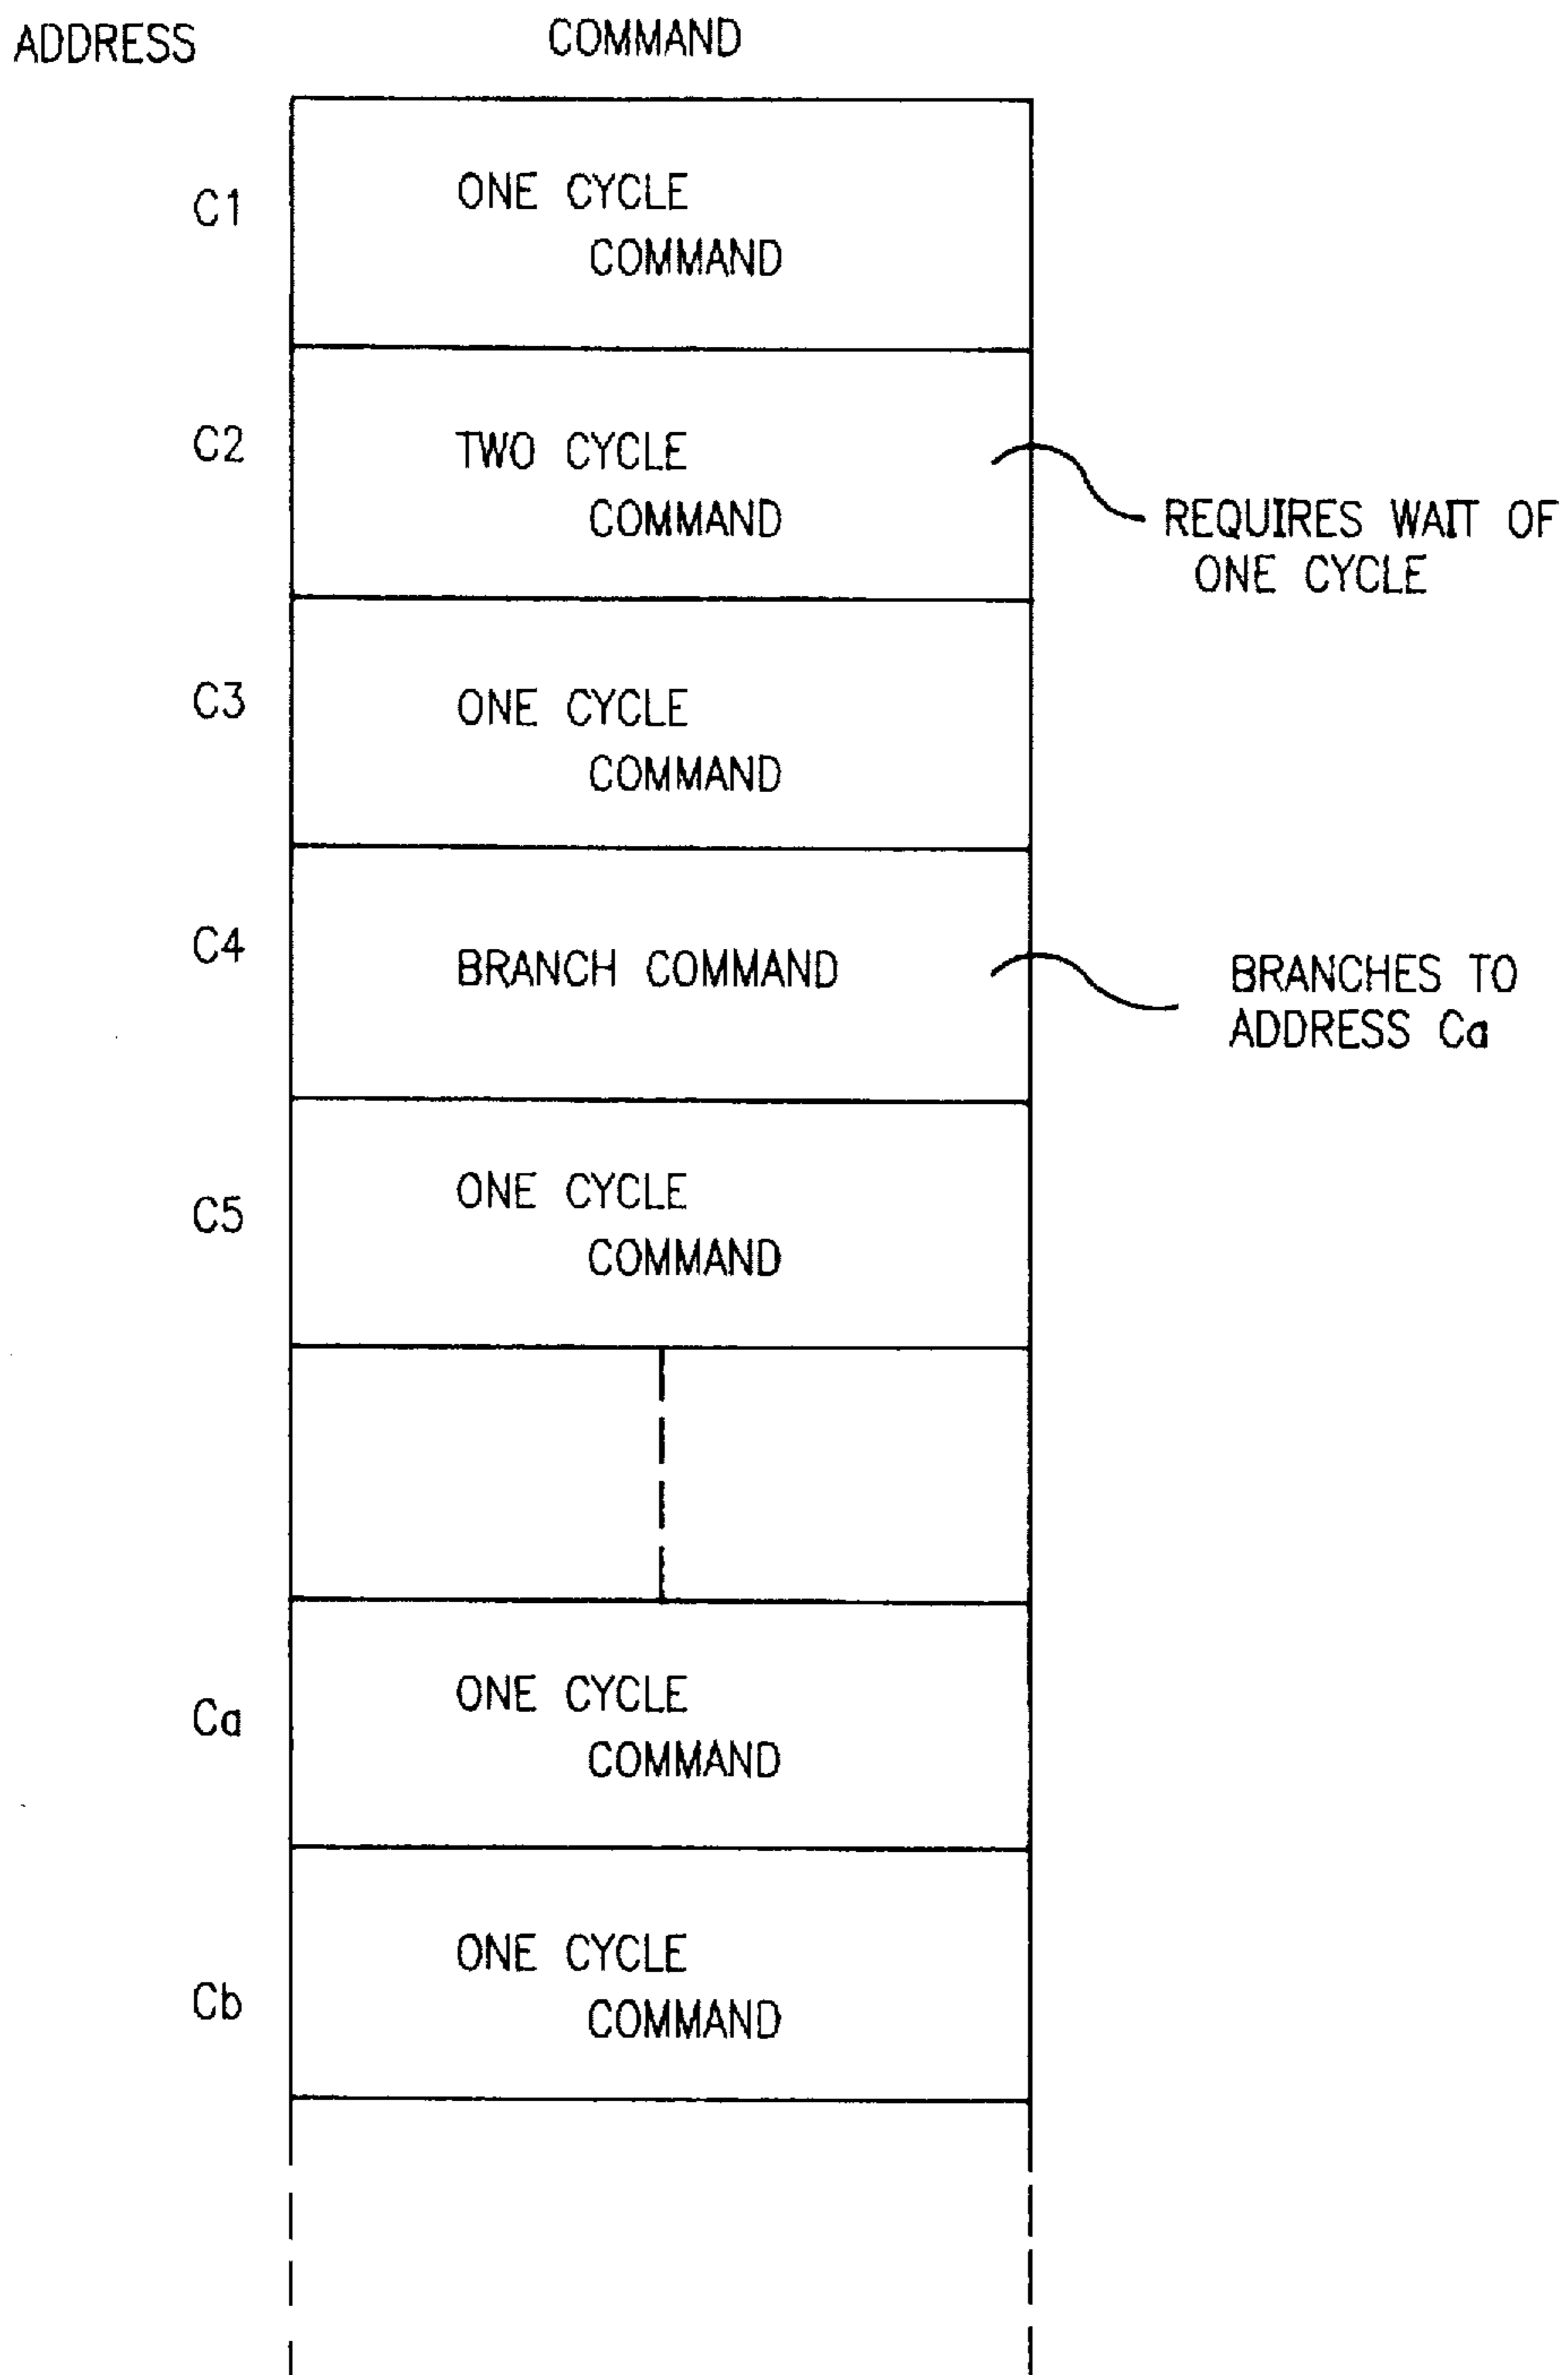 ADDRESS COMMAND
C1 ONE CYCLE
COMMAND
C2 TWO CYCLE
COMMAND
REQUIRES WAIT OF
ONE CYCLE
C3 ONE CYCLE
COMMAND
C4 BRANCH COMMAND
BRANCHES TO
ADDRESS Ca
C5 ONE CYCLE
COMMAND
Ca ONE CYCLE
COMMAND
Cb ONE CYCLE
COMMAND